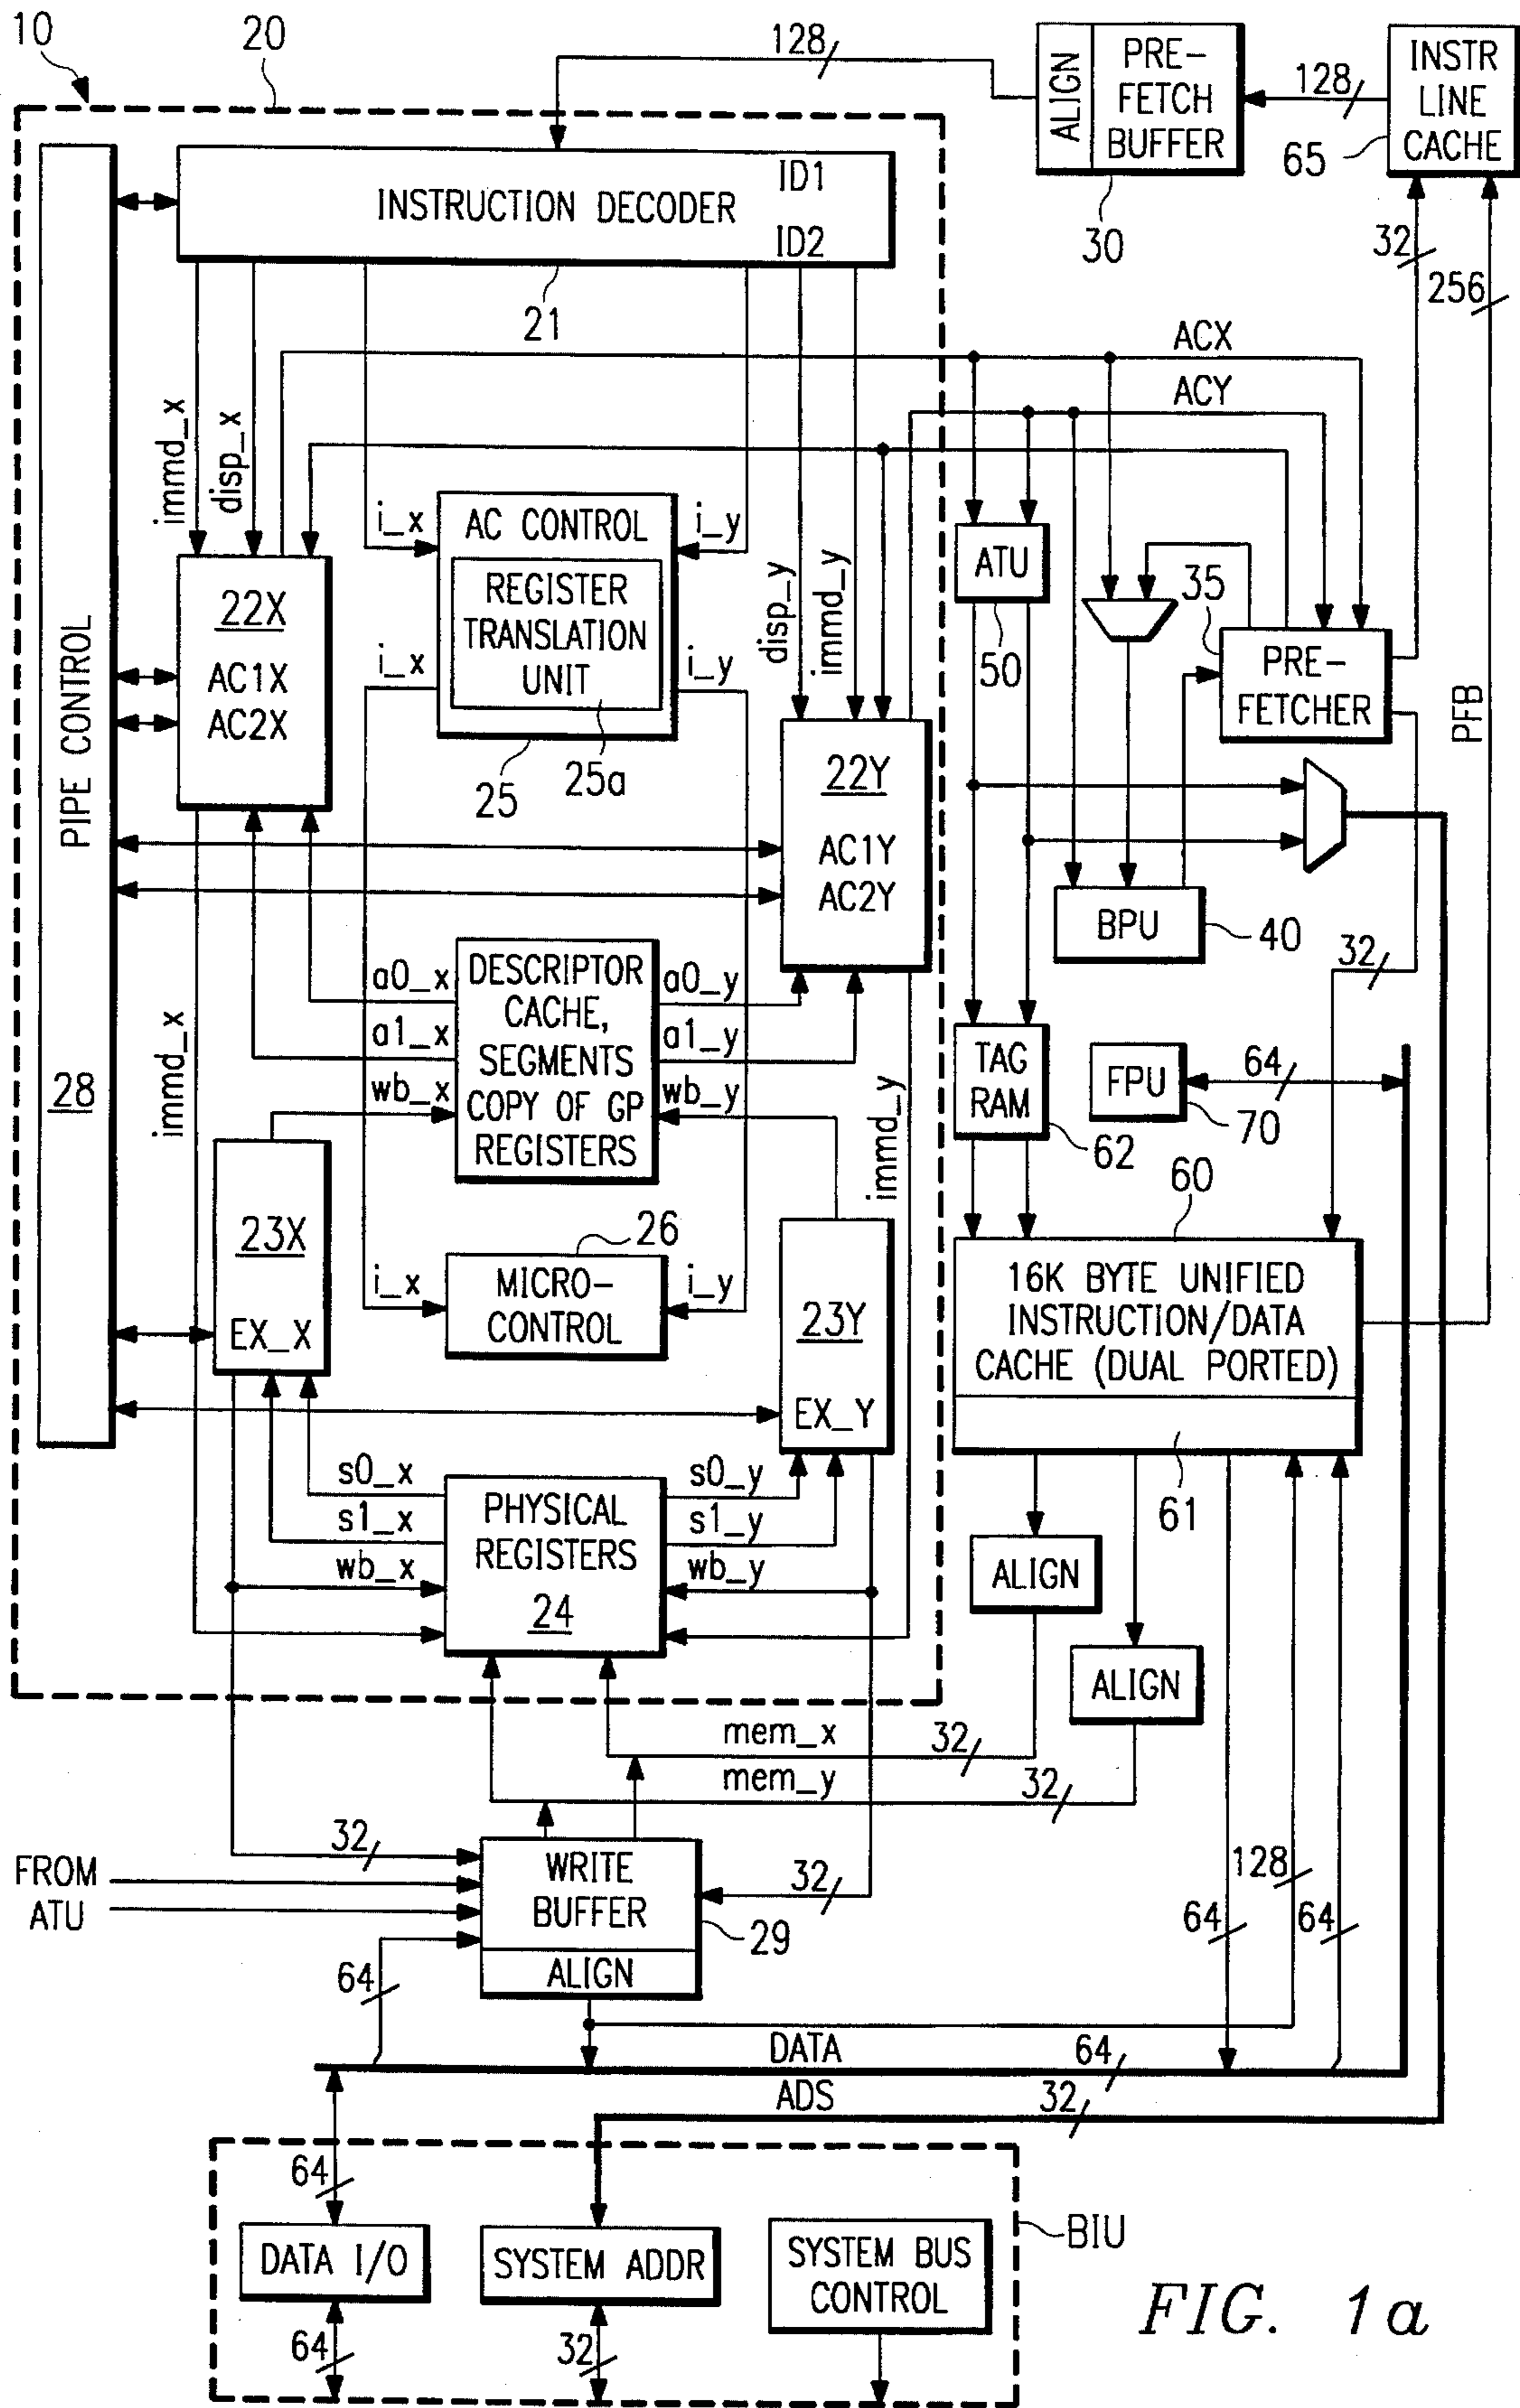 10
20
128
ALIGN
PRE-
FETCH
BUFFER
30
128
INSTR
LINE
CACHE
65
32
256
PFB
PIPE CONTROL
28
ID1
INSTRUCTION DECODER
ID2
21
immd_x
disp_x
i_x
AC CONTROL
i_y
REGISTER
TRANSLATION
UNIT
i_x
i_y
25
25a
disp_y
immd_y
ACX
ACY
22X
AC1X
AC2X
ATU
50
35
PRE-
FETCHER
22Y
AC1Y
AC2Y
BPU
40
32
a0_x
a1_x
wb_x
DESCRIPTOR
CACHE,
SEGMENTS
COPY OF GP
REGISTERS
a0_y
a1_y
wb_y
immd_x
immd_y
TAG
RAM
62
FPU
70
64
23X
EX_X
26
i_x
MICRO-
CONTROL
i_y
23Y
EX_Y
60
16K BYTE UNIFIED
INSTRUCTION/DATA
CACHE (DUAL PORTED)
61
s0_x
s1_x
wb_x
PHYSICAL
REGISTERS
24
s0_y
s1_y
wb_y
ALIGN
ALIGN
mem_x
32
mem_y
32
32
FROM
ATU
WRITE
BUFFER
ALIGN
29
32
64
128
64
64
DATA
64
ADS
32
64
DATA I/O
64
SYSTEM ADDR
32
SYSTEM BUS
CONTROL
BIU
FIG. 1a